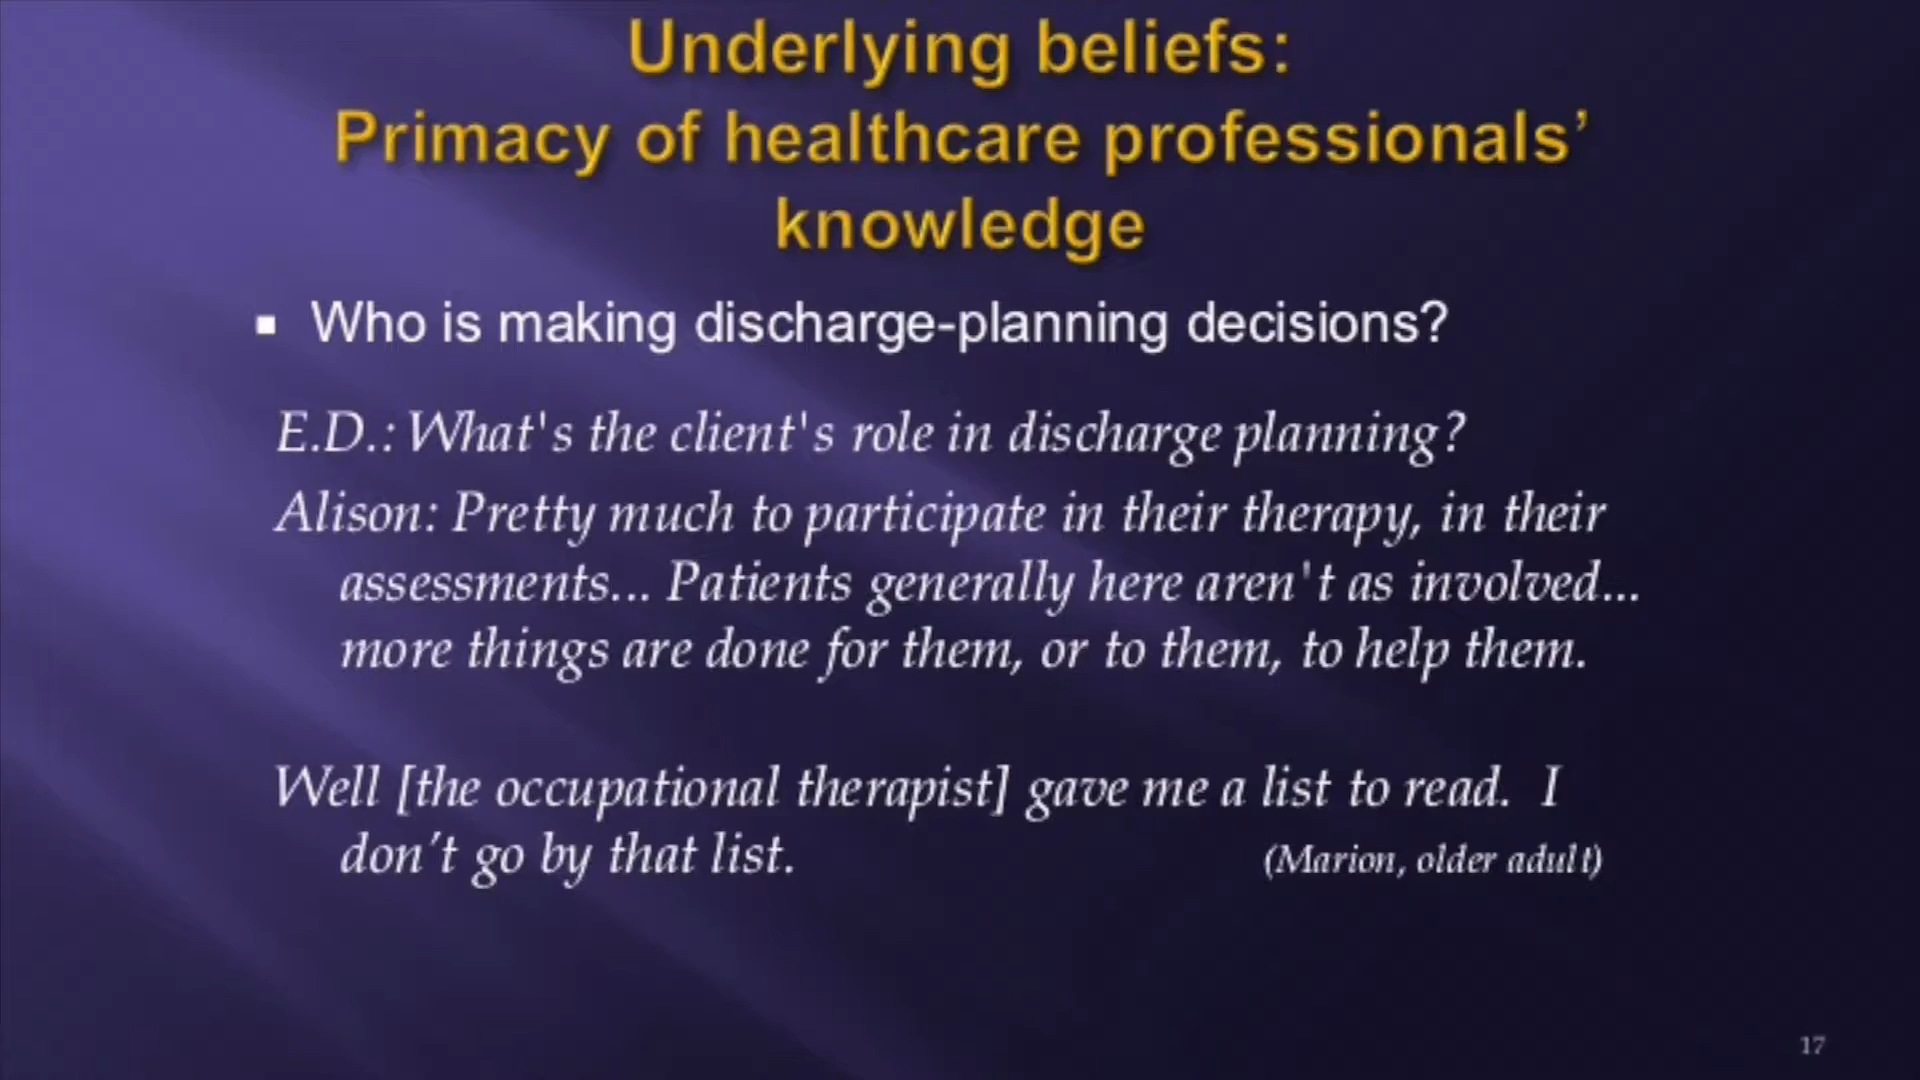 Underlying beliefs:
Primacy of healthcare professionals’
knowledge
▪ Who is making discharge-planning decisions?
E.D.: What's the client's role in discharge planning?
Alison: Pretty much to participate in their therapy, in their
assessments... Patients generally here aren't as involved...
more things are done for them, or to them, to help them.
Well [the occupational therapist] gave me a list to read. I
don’t go by that list. (Marion, older adult)
17